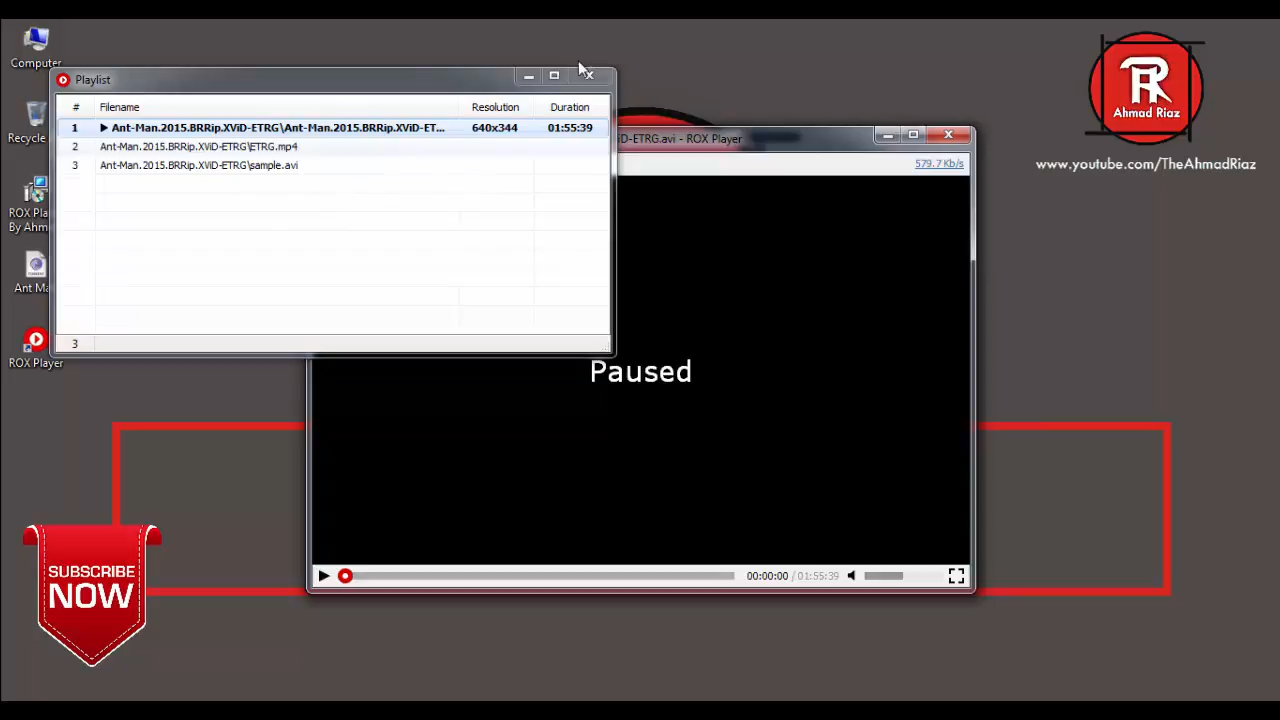 Computer
Recycle
ROX Pla
By Ahm
Ant Ma
ROX Player
Playlist
# Filename Resolution Duration
1 Ant-Man.2015.BRRip.XViD-ETRG\Ant-Man.2015.BRRip.XViD-ET... 640x344 01:55:39
2 Ant-Man.2015.BRRip.XViD-ETRG\ETRG.mp4
3 Ant-Man.2015.BRRip.XViD-ETRG\sample.avi
3
iD-ETRG.avi - ROX Player
579.7 Kb/s
Paused
00:00:00 / 01:55:39
Ahmad Riaz
www.youtube.com/TheAhmadRiaz
SUBSCRIBE
NOW